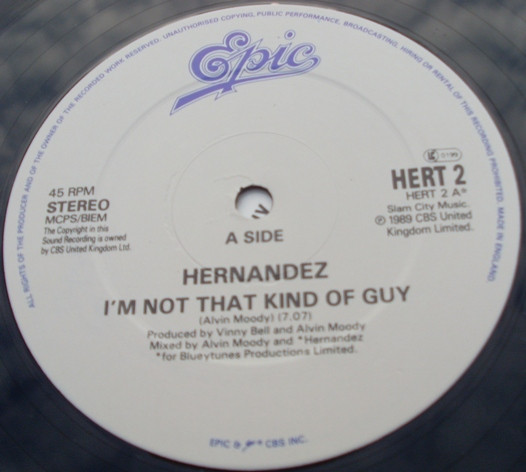 ALL RIGHTS OF THE PRODUCER AND OF THE OWNER OF THE RECORDED WORK RESERVED. UNAUTHORISED COPYING, PUBLIC PERFORMANCE, BROADCASTING, HIRING OR RENTAL OF THIS RECORDING PROHIBITED. MADE IN ENGLAND
Epic
45 RPM
STEREO
MCPS/BIEM
The Copyright in this
Sound Recording is owned
by CBS United Kingdom Ltd.
HERT 2
HERT 2 A*
Slam City Music.
℗ 1989 CBS United
Kingdom Limited.
A SIDE
HERNANDEZ
I'M NOT THAT KIND OF GUY
(Alvin Moody) (7.07)
Produced by Vinny Bell and Alvin Moody
Mixed by Alvin Moody and *Hernandez
*for Blueytunes Productions Limited.
EPIC & CBS INC.